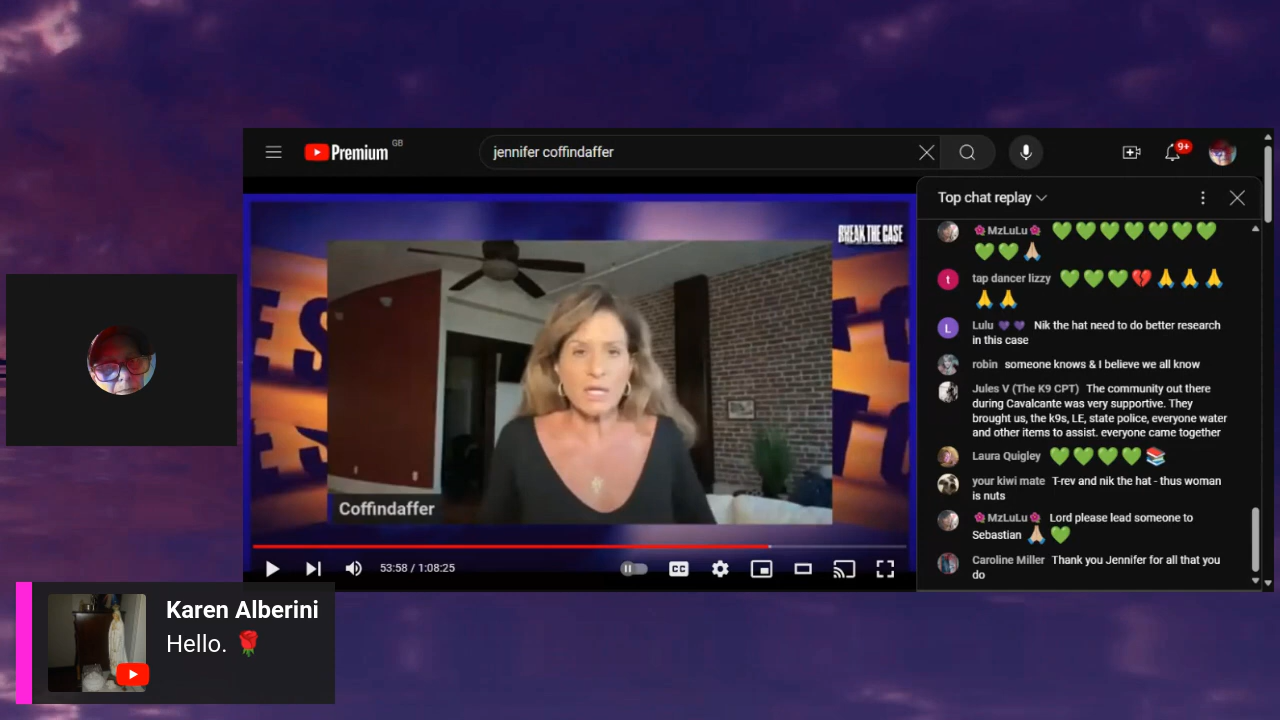 Premium GB
jennifer coffindaffer
9+
Top chat replay
BREAK THE CASE
Coffindaffer
53:58 / 1:08:25
CC
MzLuLu
t
tap dancer lizzy
L
Lulu Nik the hat need to do better research
in this case
robin someone knows & I believe we all know
Jules V (The K9 CPT) The community out there
during Cavalcante was very supportive. They
brought us, the k9s, LE, state police, everyone water
and other items to assist. everyone came together
Laura Quigley
your kiwi mate T-rev and nik the hat - thus woman
is nuts
MzLuLu Lord please lead someone to
Sebastian
Caroline Miller Thank you Jennifer for all that you
do
Karen Alberini
Hello.